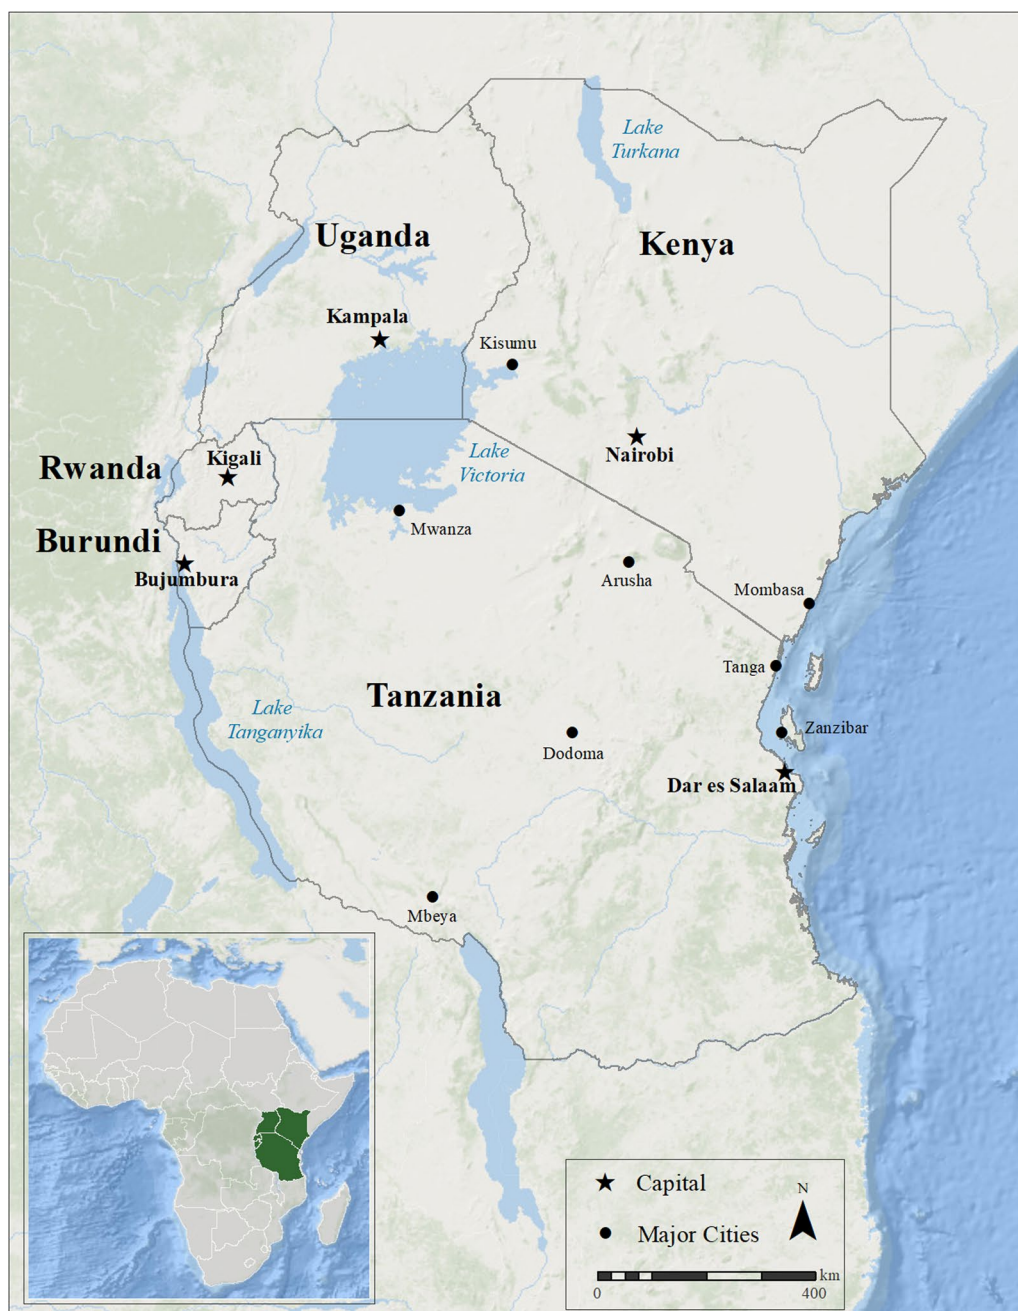 Lake
Turkana
Uganda
Kenya
Kampala
Kisumu
Lake
Victoria
Nairobi
Rwanda
Kigali
Mwanza
Burundi
Bujumbura
Arusha
Mombasa
Tanga
Tanzania
Lake
Tanganyika
Zanzibar
Dodoma
Dar es Salaam
Mbeya
Capital
N
Major Cities
km
0 400